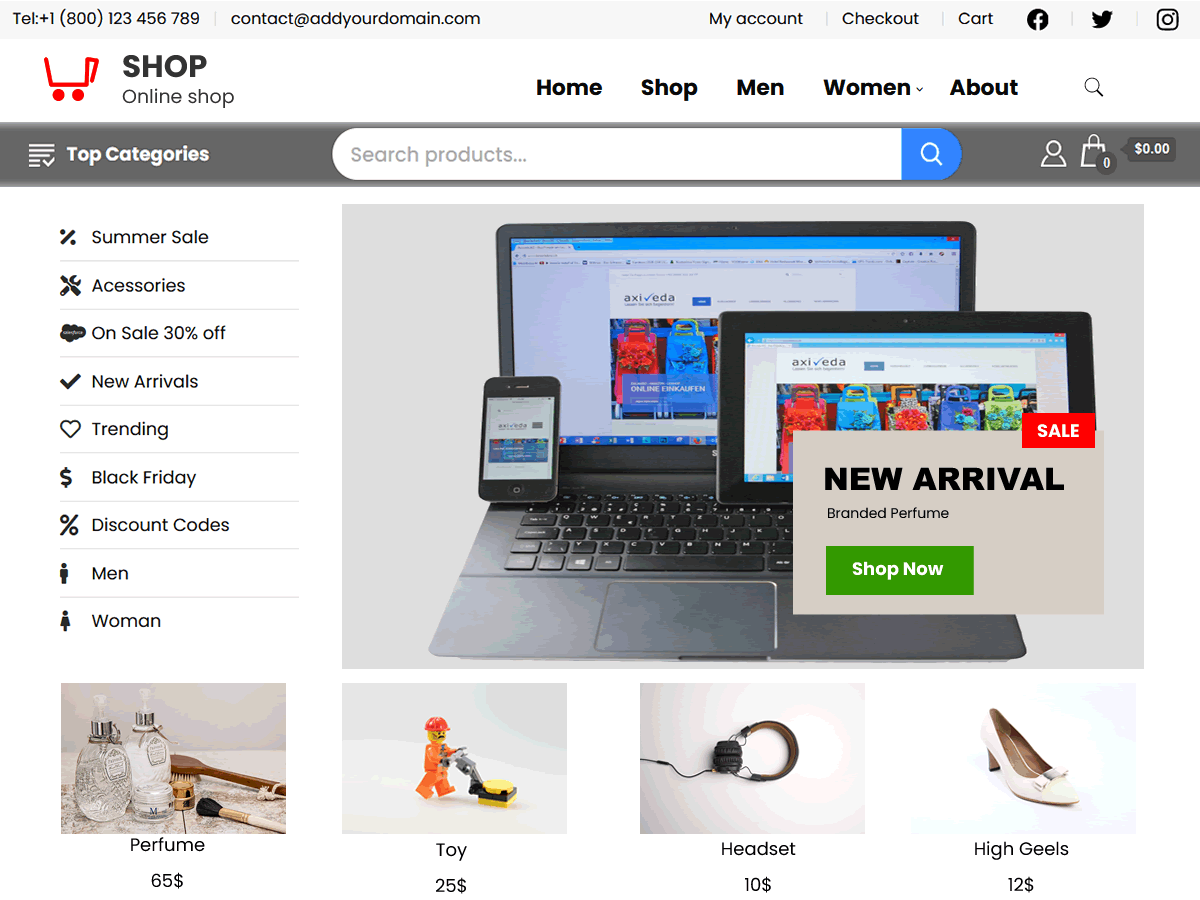 Tel:+1 (800) 123 456 789
contact@addyourdomain.com
My account
Checkout
Cart
SHOP
Online shop
Home
Shop
Men
Women
About
Top Categories
Search products...
0
$0.00
Summer Sale
Acessories
On Sale 30% off
New Arrivals
Trending
Black Friday
Discount Codes
Men
Woman
axiveda
ONLINE EINKAUFEN
axiveda
SALE
NEW ARRIVAL
Branded Perfume
Shop Now
Perfume
65$
Toy
25$
Headset
10$
High Geels
12$